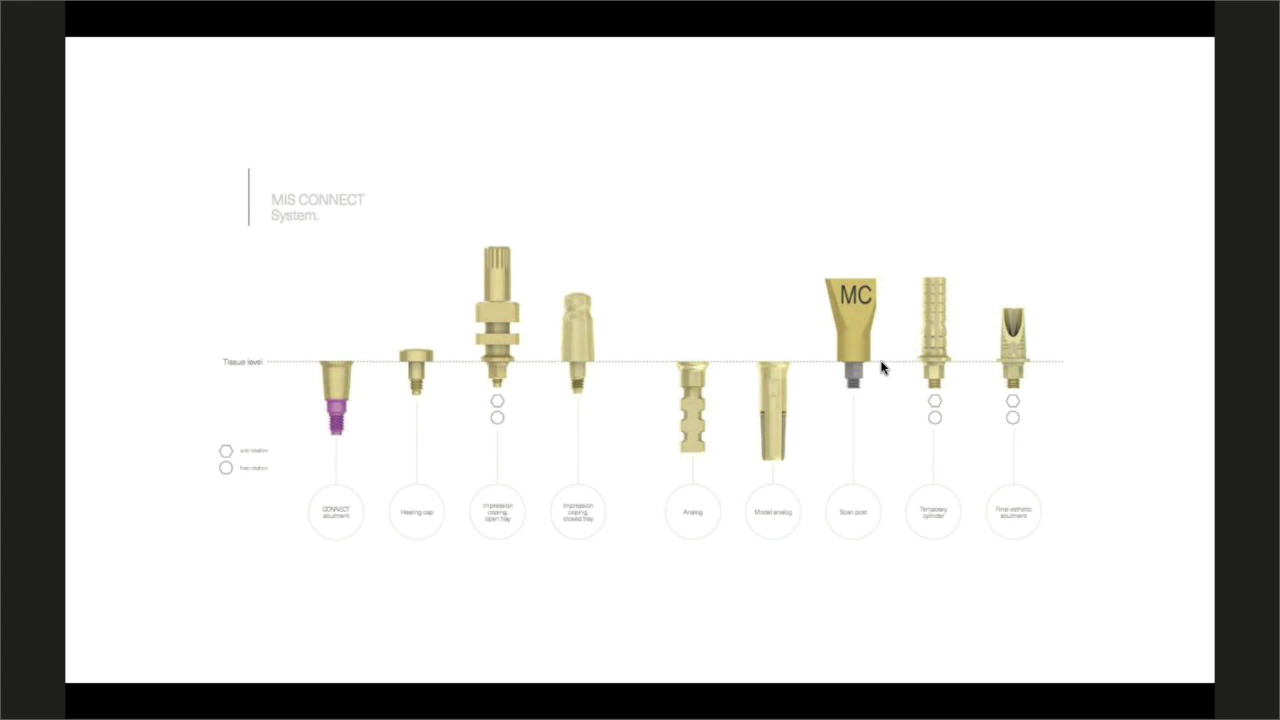 MIS CONNECT
System.
MC
Tissue level
anti-rotation
free-rotation
CONNECT
abutment
Healing cap
Impression
coping,
open tray
Impression
coping,
closed tray
Analog
Model analog
Scan post
Temporary
cylinder
Final esthetic
abutment